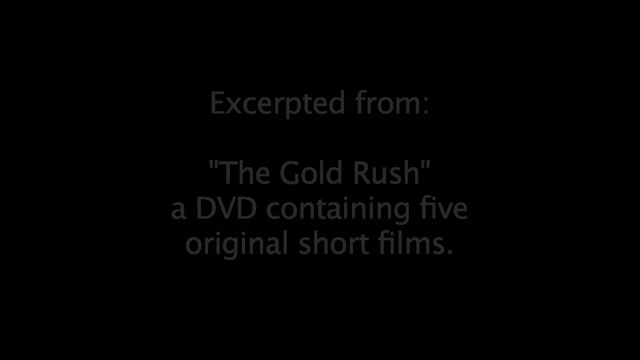 Excerpted from:
"The Gold Rush"
a DVD containing five
original short films.